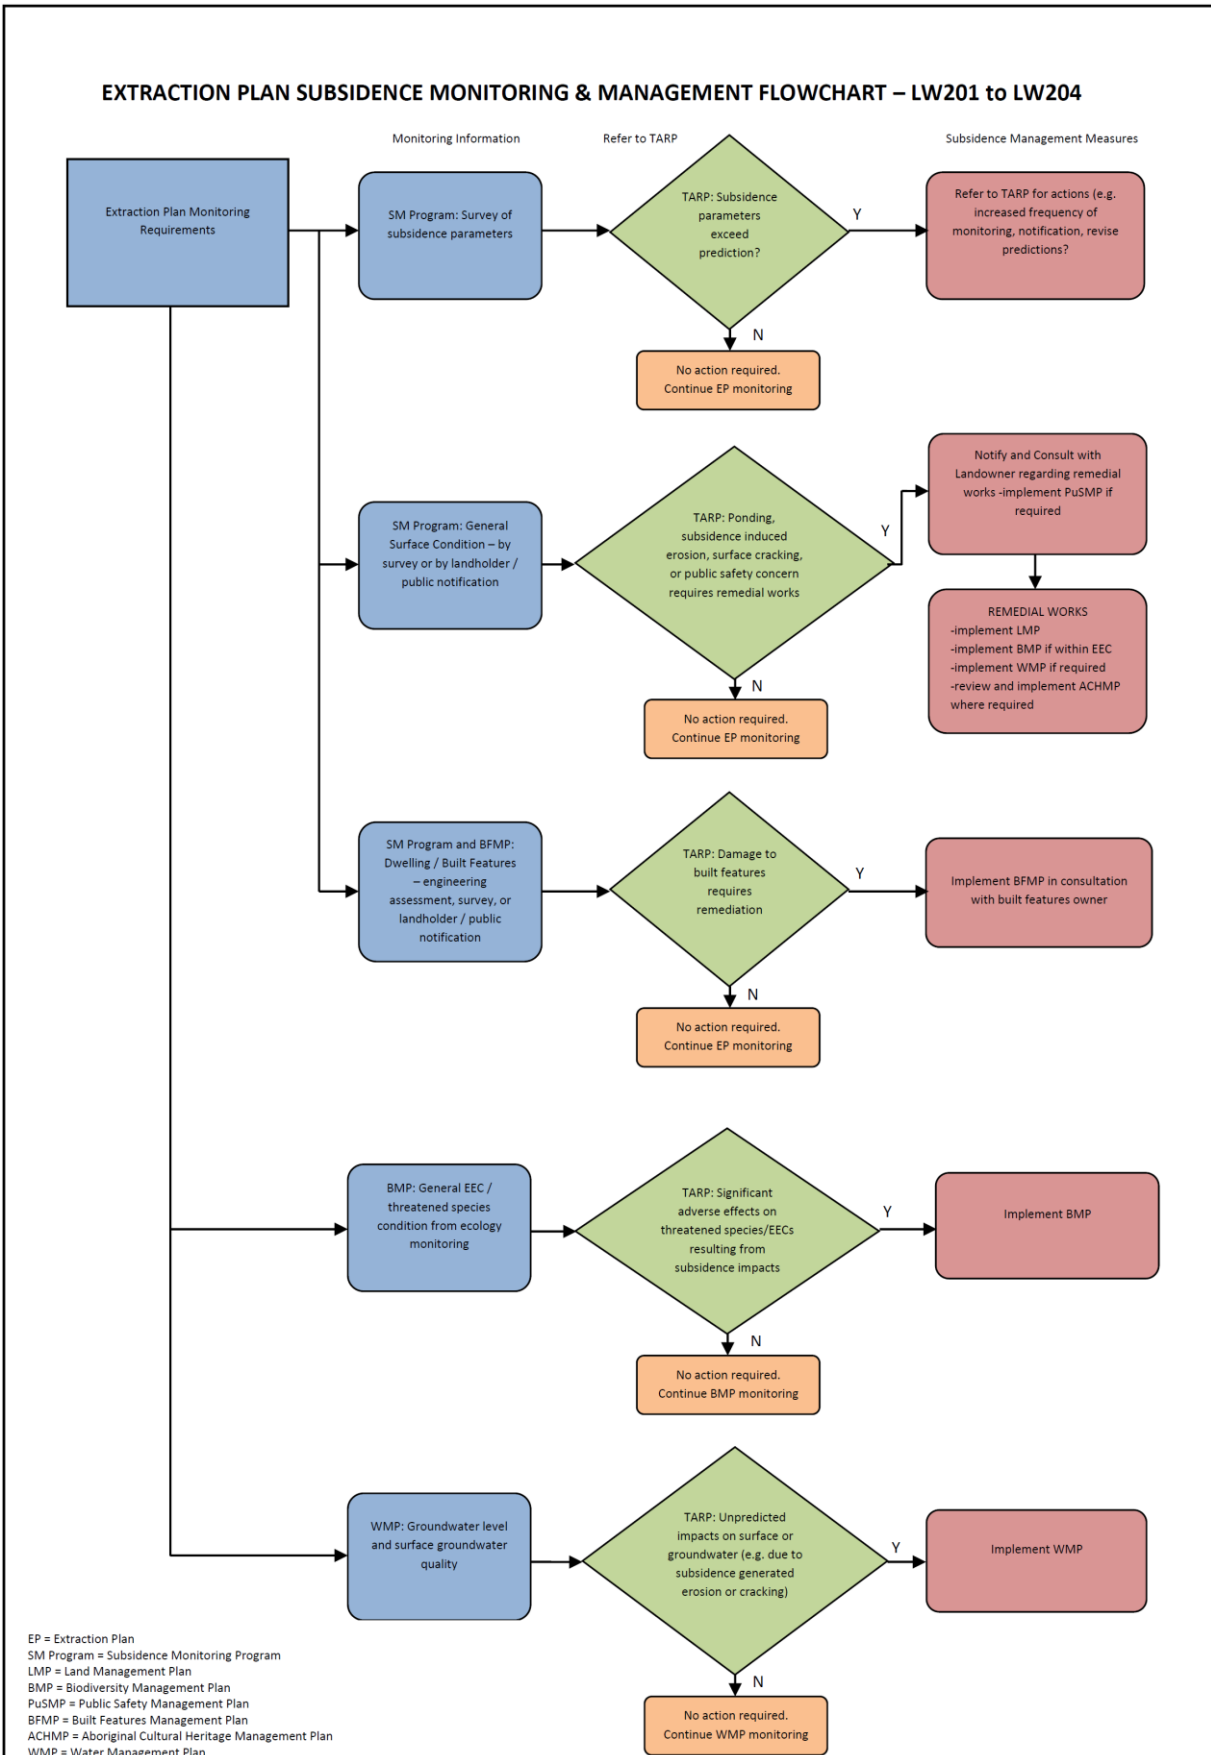 EXTRACTION PLAN SUBSIDENCE MONITORING & MANAGEMENT FLOWCHART – LW201 to LW204
Monitoring Information
Refer to TARP
Subsidence Management Measures
Extraction Plan Monitoring
Requirements
SM Program: Survey of
subsidence parameters
TARP: Subsidence
parameters
exceed
prediction?
Y
Refer to TARP for actions (e.g.
increased frequency of
monitoring, notification, revise
predictions?
N
No action required.
Continue EP monitoring
SM Program: General
Surface Condition – by
survey or by landholder /
public notification
TARP: Ponding,
subsidence induced
erosion, surface cracking,
or public safety concern
requires remedial works
Y
Notify and Consult with
Landowner regarding remedial
works -implement PuSMP if
required
REMEDIAL WORKS
-implement LMP
-implement BMP if within EEC
-implement WMP if required
-review and implement ACHMP
where required
N
No action required.
Continue EP monitoring
SM Program and BFMP:
Dwelling / Built Features
– engineering
assessment, survey, or
landholder / public
notification
TARP: Damage to
built features
requires
remediation
Y
Implement BFMP in consultation
with built features owner
N
No action required.
Continue EP monitoring
BMP: General EEC /
threatened species
condition from ecology
monitoring
TARP: Significant
adverse effects on
threatened species/EECs
resulting from
subsidence impacts
Y
Implement BMP
N
No action required.
Continue BMP monitoring
WMP: Groundwater level
and surface groundwater
quality
TARP: Unpredicted
impacts on surface or
groundwater (e.g. due to
subsidence generated
erosion or cracking)
Y
Implement WMP
N
No action required.
Continue WMP monitoring
EP = Extraction Plan
SM Program = Subsidence Monitoring Program
LMP = Land Management Plan
BMP = Biodiversity Management Plan
PuSMP = Public Safety Management Plan
BFMP = Built Features Management Plan
ACHMP = Aboriginal Cultural Heritage Management Plan
WMP = Water Management Plan